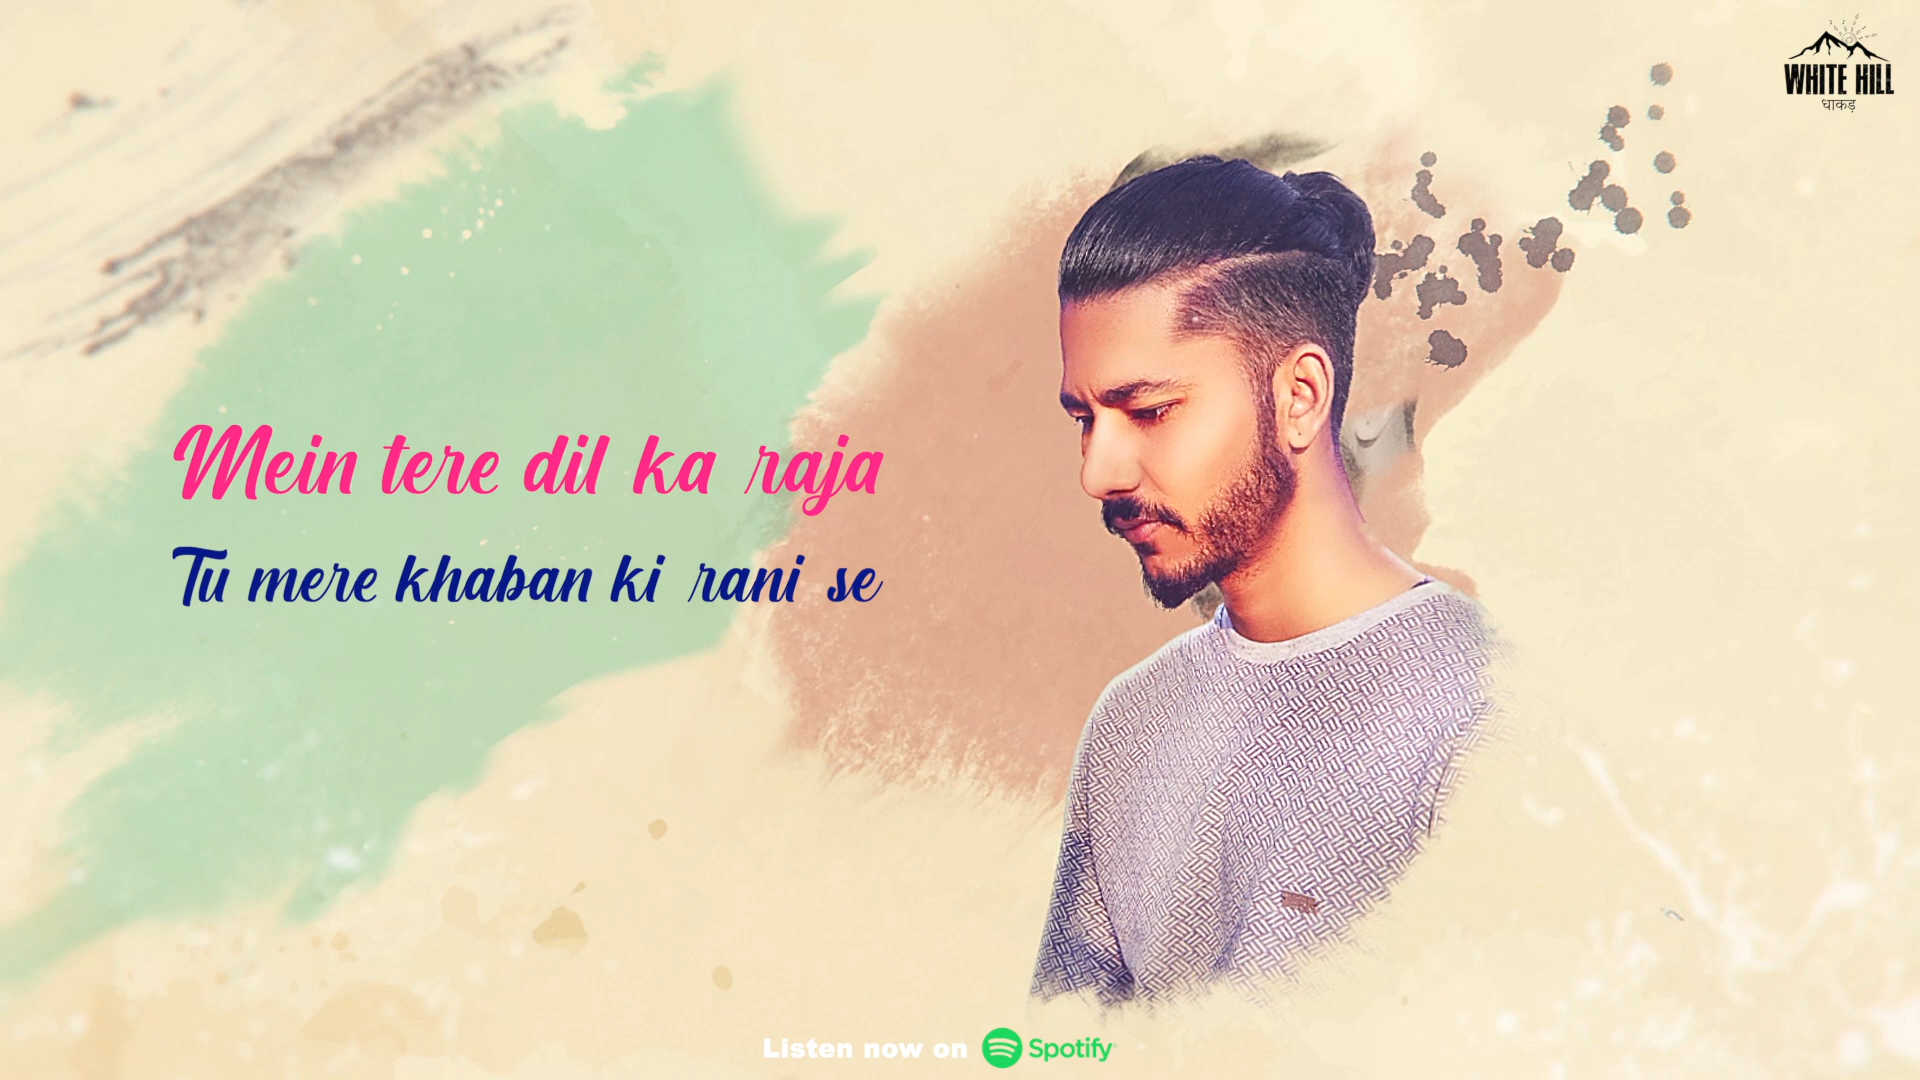 WHITE HILL
धाकड़
Mein tere dil ka raja
Tu mere khaban ki rani se
Listen now on Spotify